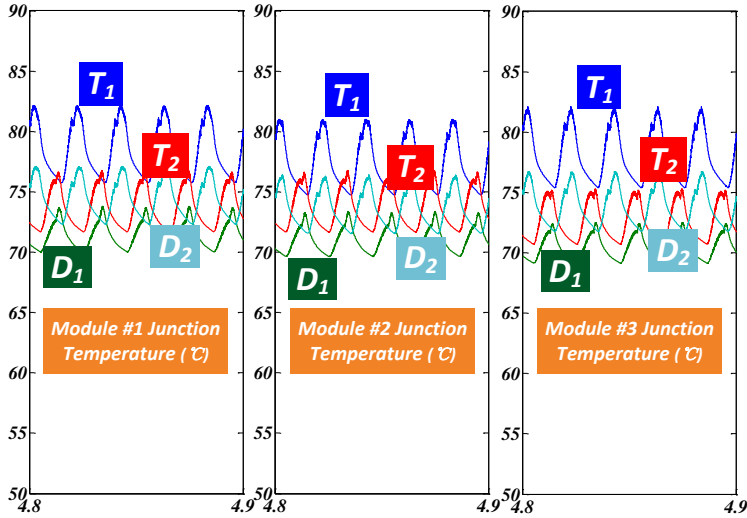 90
85
80
75
70
65
60
55
50
4.8
4.9
T1
T2
D1
D2
Module #1 Junction
Temperature (℃)
90
85
80
75
70
65
60
55
50
4.8
4.9
T1
T2
D1
D2
Module #2 Junction
Temperature (℃)
90
85
80
75
70
65
60
55
50
4.8
4.9
T1
T2
D1
D2
Module #3 Junction
Temperature (℃)